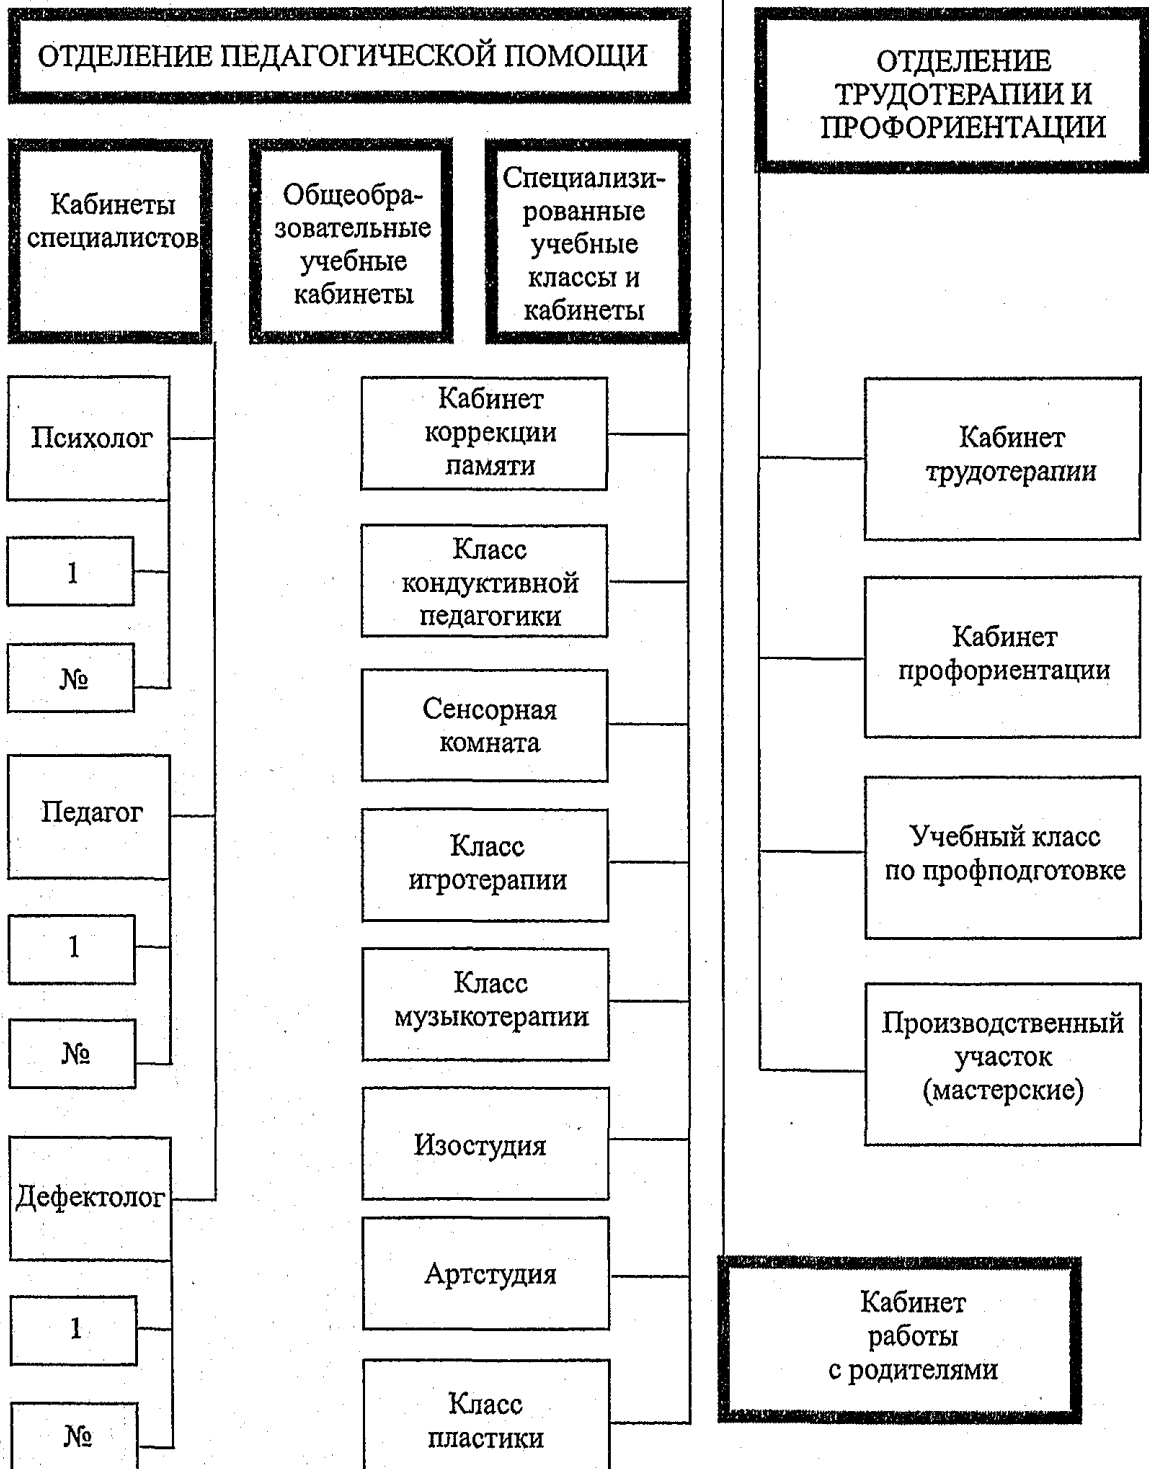 ОТДЕЛЕНИЕ ПЕДАГОГИЧЕСКОЙ ПОМОЩИ
Кабинеты
специалистов
Общеобра-
зовательные
учебные
кабинеты
Специализи-
рованные
учебные
классы и
кабинеты
Психолог
1
№
Педагог
1
№
Дефектолог
1
№
Кабинет
коррекции
памяти
Класс
кондуктивной
педагогики
Сенсорная
комната
Класс
игротерапии
Класс
музыкотерапии
Изостудия
Артстудия
Класс
пластики
ОТДЕЛЕНИЕ
ТРУДОТЕРАПИИ И
ПРОФОРИЕНТАЦИИ
Кабинет
трудотерапии
Кабинет
профориентации
Учебный класс
по профподготовке
Производственный
участок
(мастерские)
Кабинет
работы
с родителями